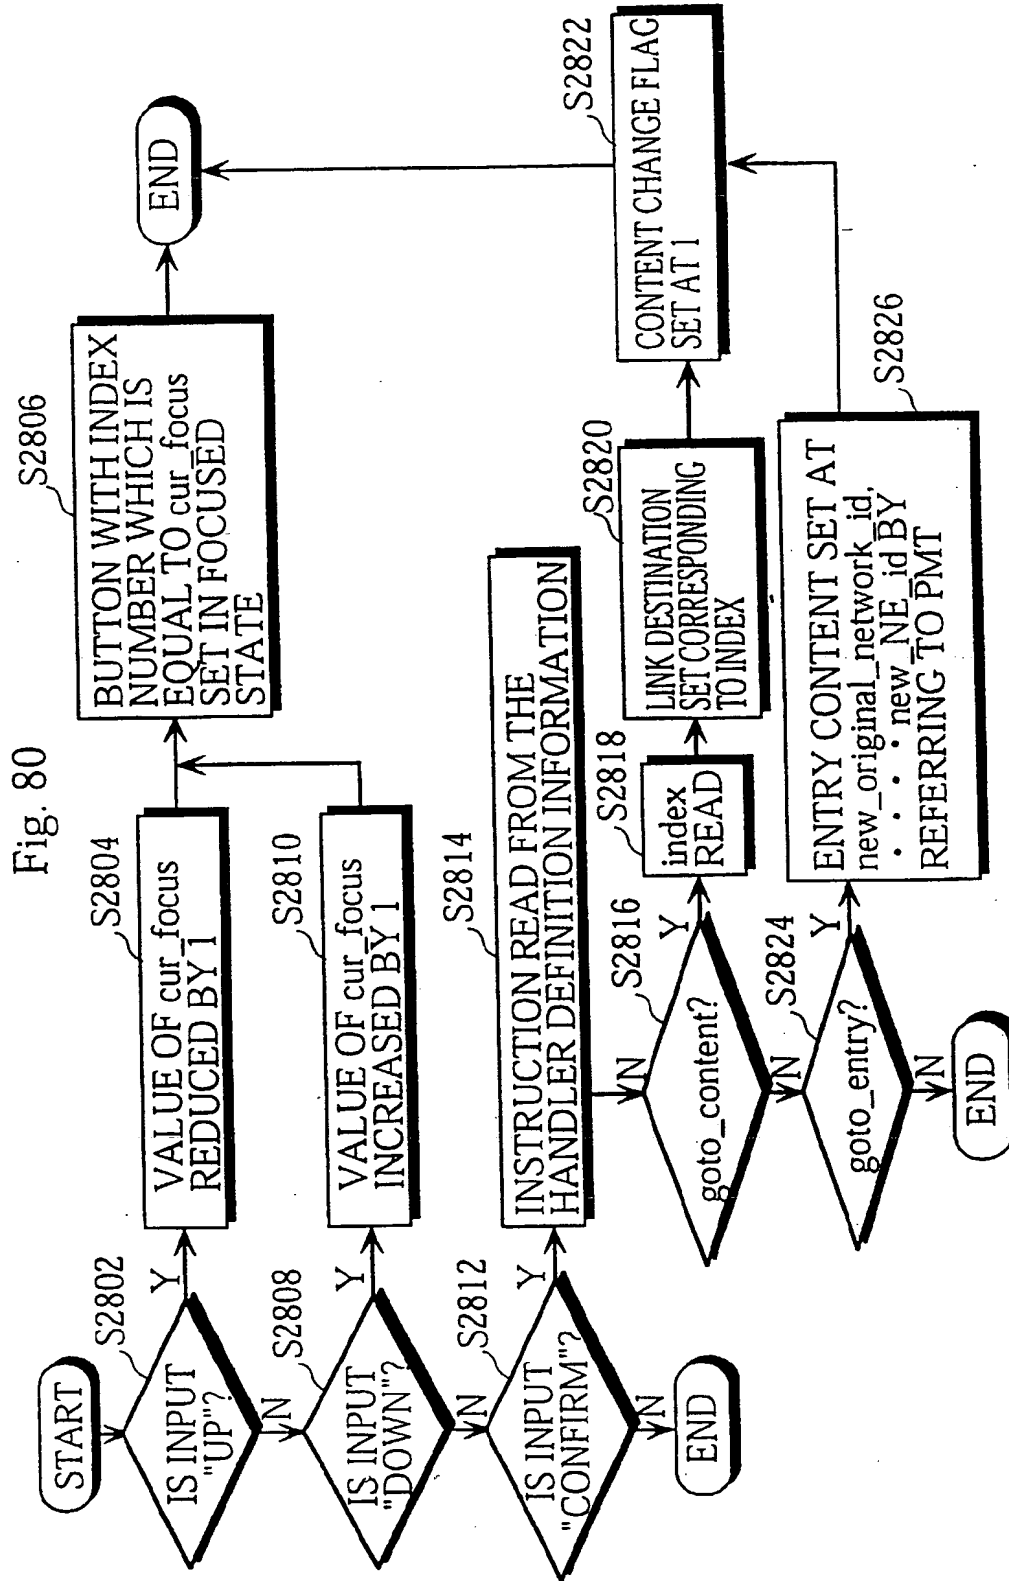 Fig. 80
START
S2802
IS INPUT
"UP"?
Y
N
S2804
VALUE OF cur_focus
REDUCED BY 1
S2806
BUTTON WITH INDEX
NUMBER WHICH IS
EQUAL TO cur_focus
SET IN FOCUSED
STATE
END
S2808
IS INPUT
"DOWN"?
Y
N
S2810
VALUE OF cur_focus
INCREASED BY 1
S2812
IS INPUT
"CONFIRM"?
Y
N
END
S2814
INSTRUCTION READ FROM THE
HANDLER DEFINITION INFORMATION
N
S2816
goto_content?
Y
N
S2818
index
READ
S2820
LINK DESTINATION
SET CORRESPONDING
TO INDEX
S2822
CONTENT CHANGE FLAG
SET AT 1
S2824
goto_entry?
Y
N
END
S2826
ENTRY CONTENT SET AT
new_original_network_id,
・・・・new_NE_id BY
REFERRING TO PMT